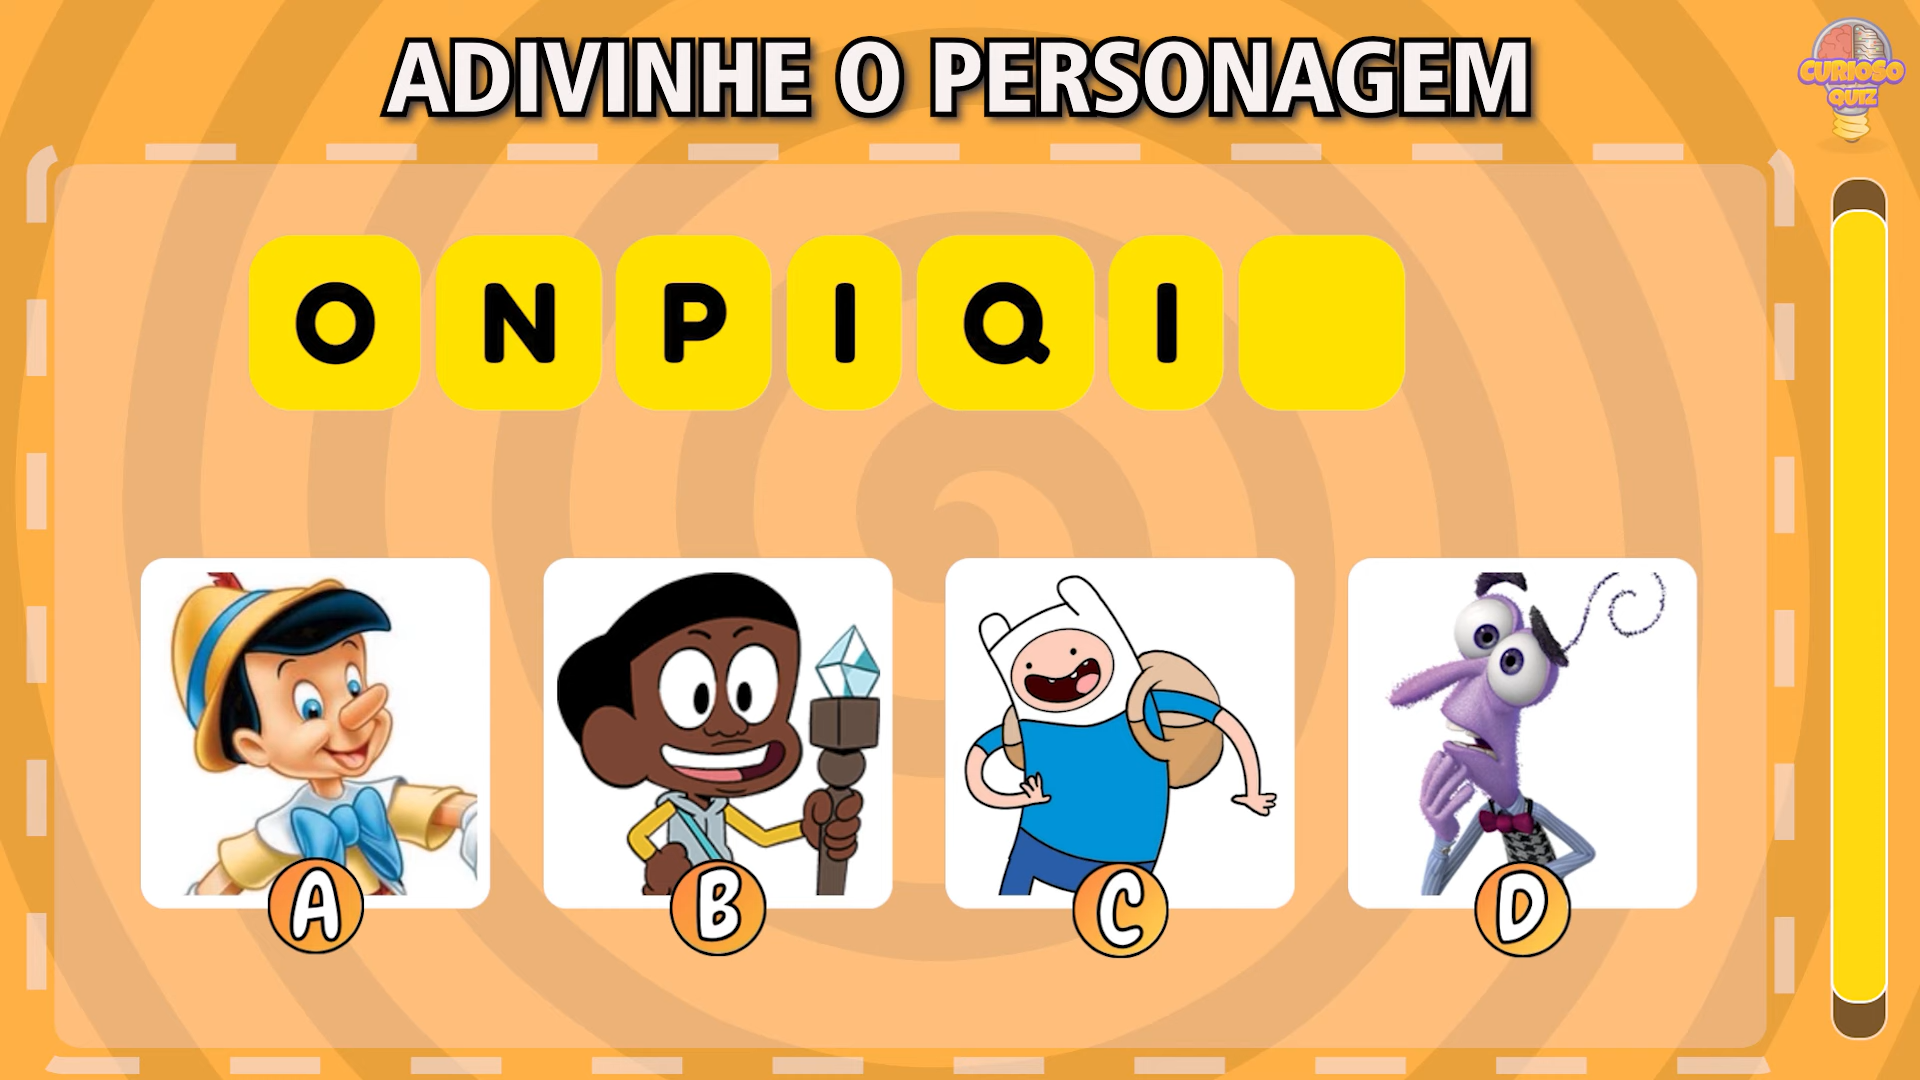 ADIVINHE O PERSONAGEM
CURIOSO
QUIZ
O N P I Q I
A B C D